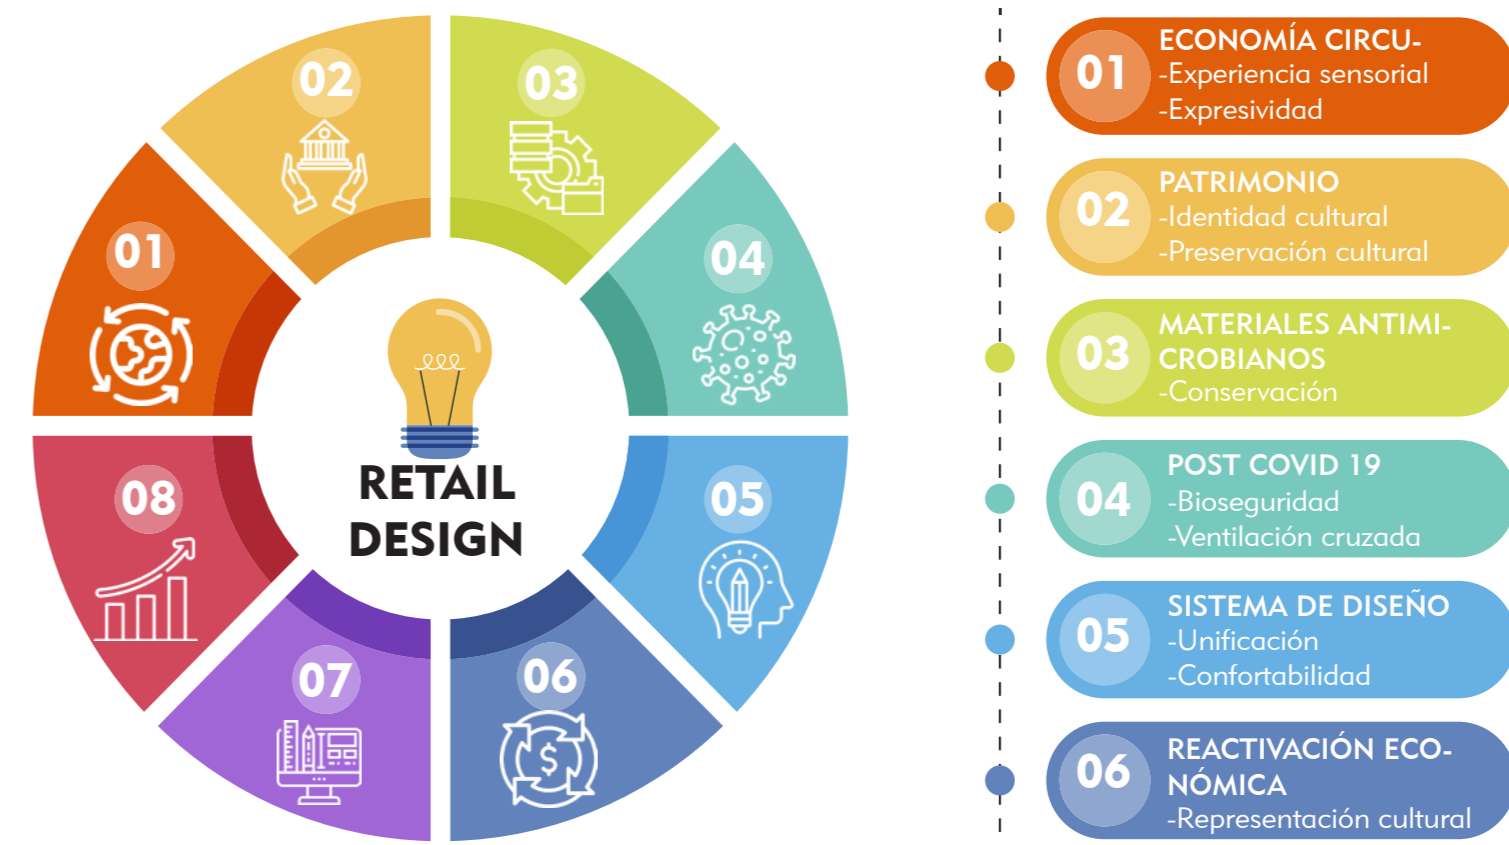 02
03
01
04
RETAIL
DESIGN
08
05
07
06
$
01
ECONOMÍA CIRCU-
-Experiencia sensorial
-Expresividad
02
PATRIMONIO
-Identidad cultural
-Preservación cultural
03
MATERIALES ANTIMI-
CROBIANOS
-Conservación
04
POST COVID 19
-Bioseguridad
-Ventilación cruzada
05
SISTEMA DE DISEÑO
-Unificación
-Confortabilidad
06
REACTIVACIÓN ECO-
NÓMICA
-Representación cultural